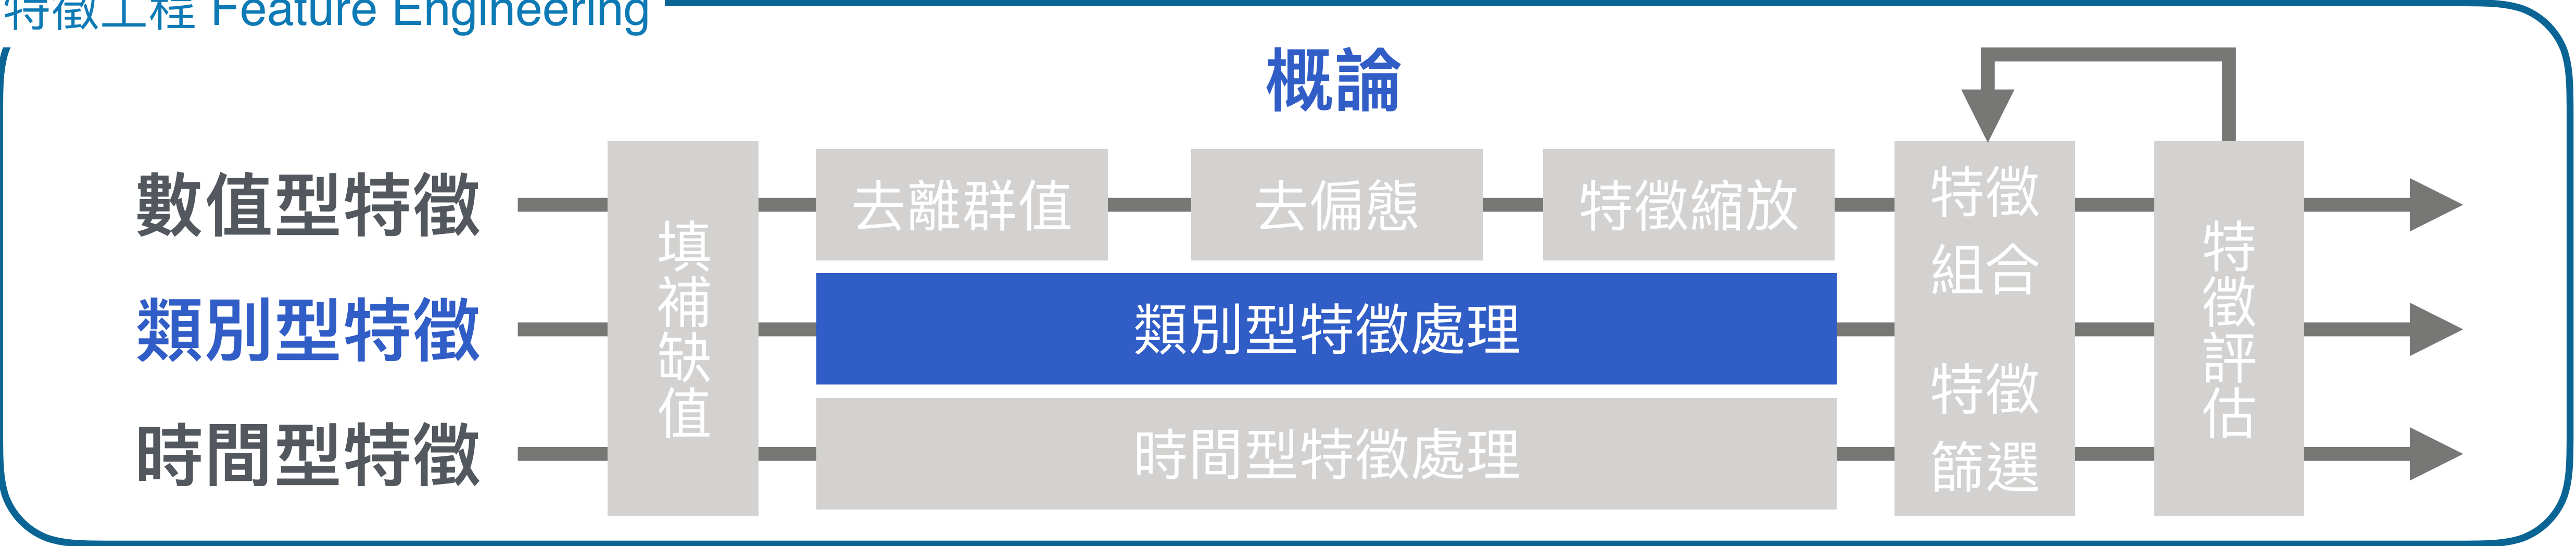 特徵工程 Feature Engineering
概論
數值型特徵
類別型特徵
時間型特徵
填補缺值
去離群值
去偏態
特徵縮放
類別型特徵處理
時間型特徵處理
特徵
組合
特徵
篩選
特徵評估